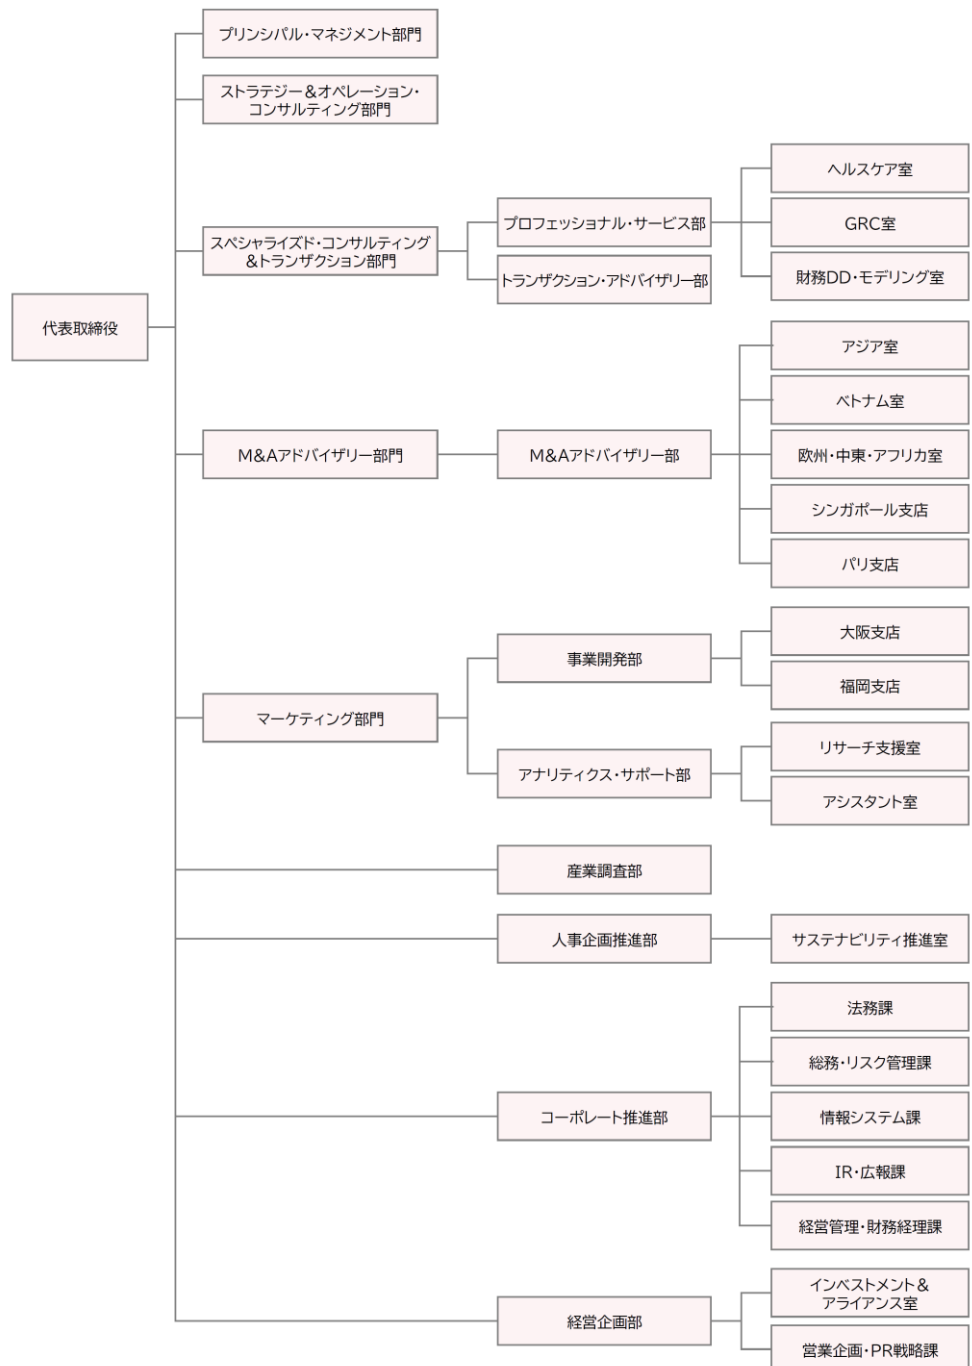 プリンシパル・マネジメント部門
ストラテジー&オペレーション・
コンサルティング部門
ヘルスケア室
プロフェッショナル・サービス部
GRC室
スペシャライズド・コンサルティング
&トランザクション部門
トランザクション・アドバイザリー部
財務DD・モデリング室
代表取締役
アジア室
ベトナム室
M&Aアドバイザリー部門
M&Aアドバイザリー部
欧州・中東・アフリカ室
シンガポール支店
パリ支店
大阪支店
事業開発部
福岡支店
マーケティング部門
リサーチ支援室
アナリティクス・サポート部
アシスタント室
産業調査部
人事企画推進部
サステナビリティ推進室
法務課
総務・リスク管理課
コーポレート推進部
情報システム課
IR・広報課
経営管理・財務経理課
インベストメント&
アライアンス室
経営企画部
営業企画・PR戦略課